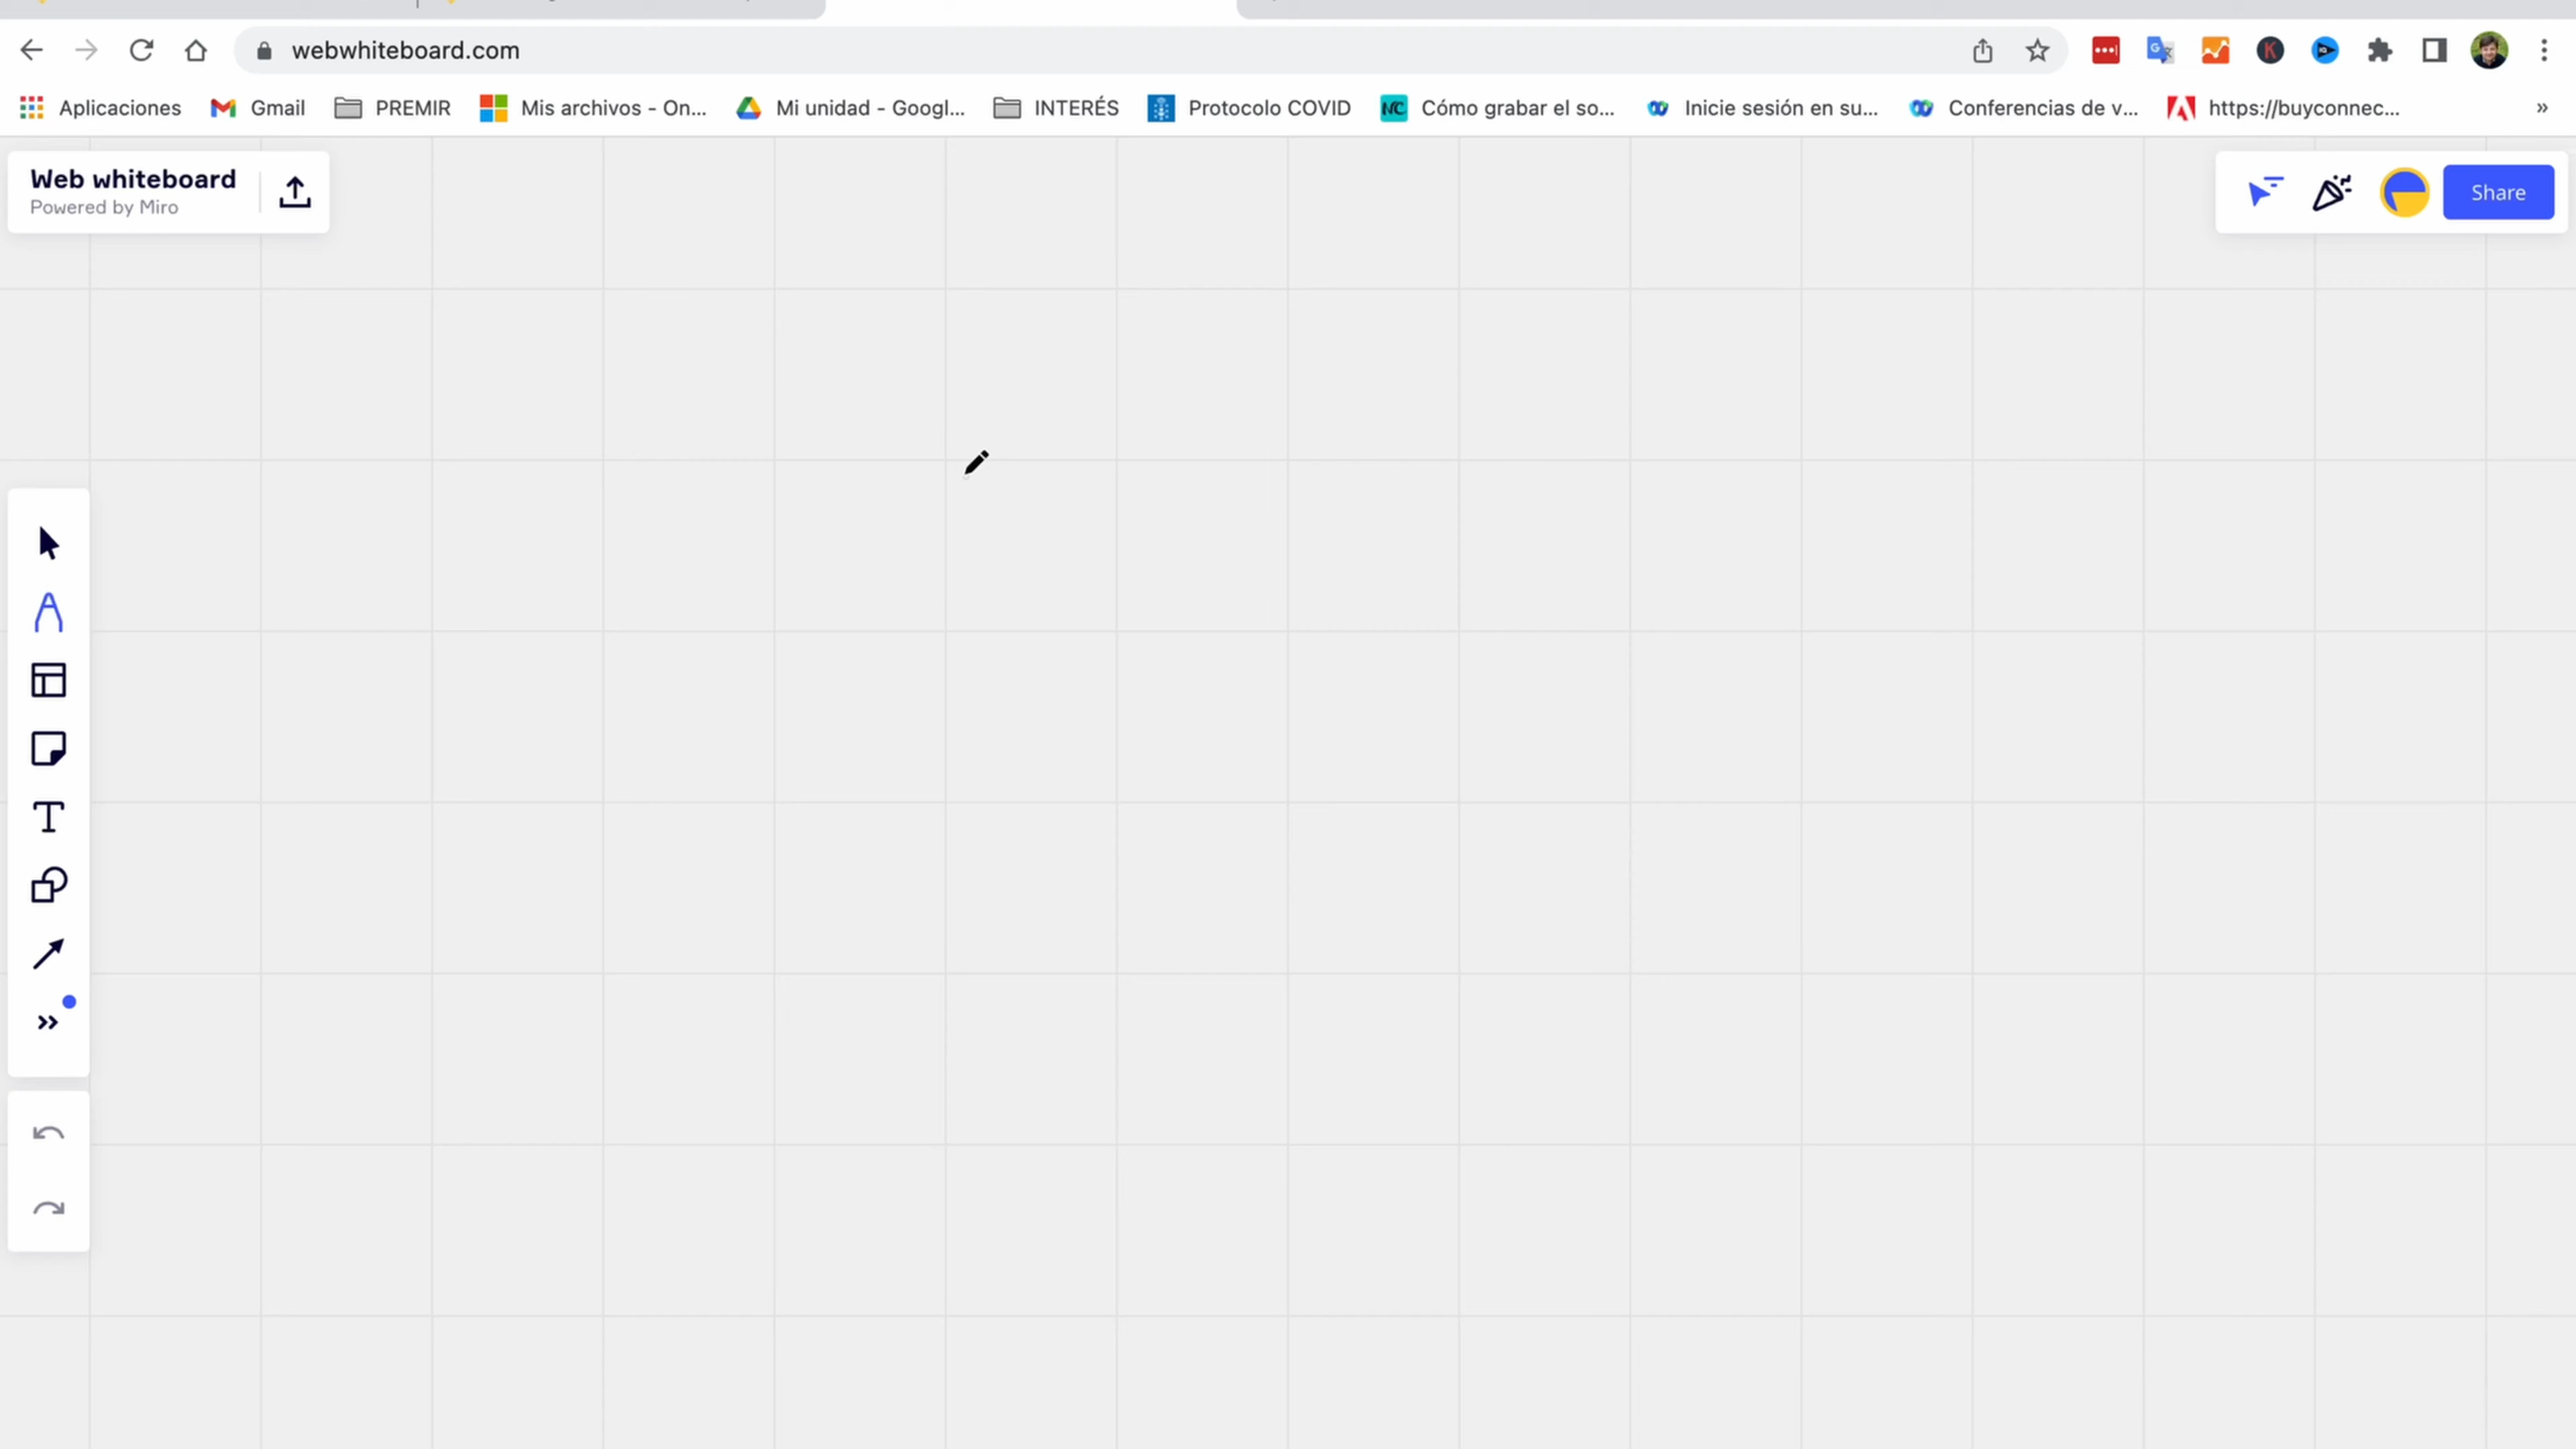 webwhiteboard.com
Aplicaciones Gmail PREMIR Mis archivos - On... Mi unidad - Googl... INTERÉS Protocolo COVID Cómo grabar el so... Inicie sesión en su... Conferencias de v... https://buyconnec... »
Web whiteboard
Powered by Miro
Share